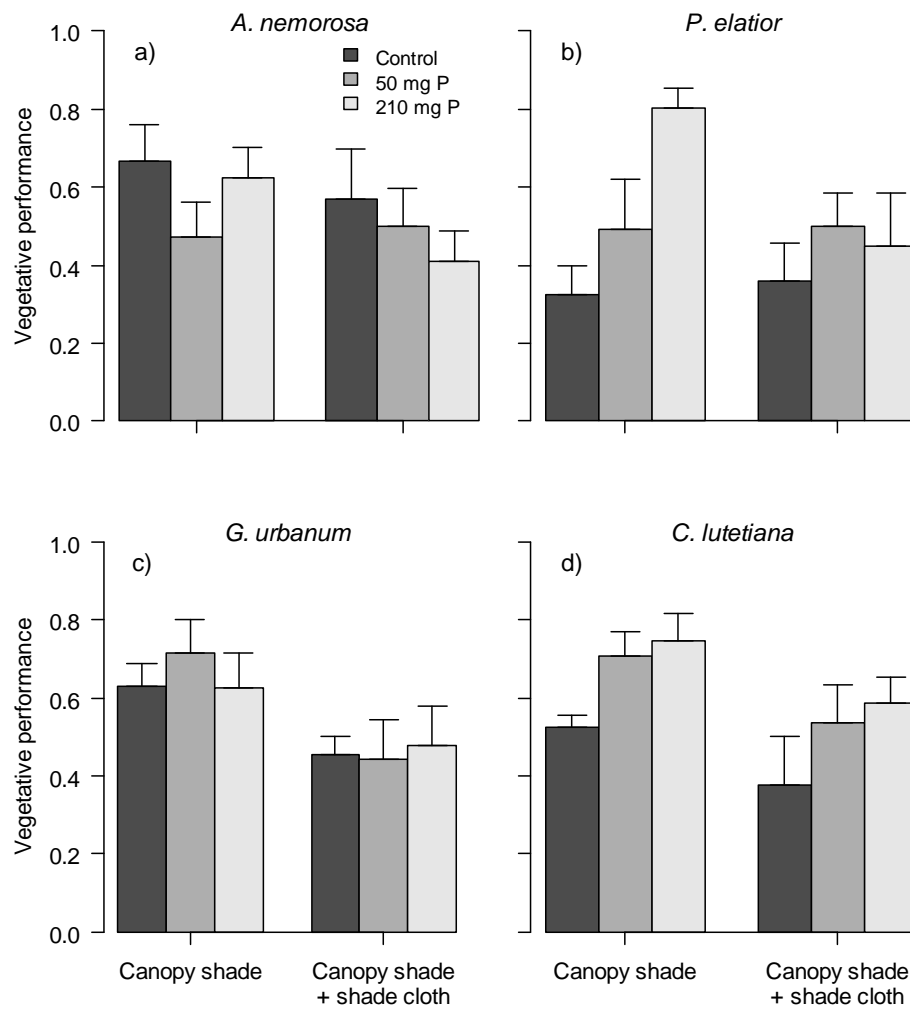 A. nemorosa
P. elatior
a)
b)
Control
50 mg P
210 mg P
Vegetative performance
1.0
0.8
0.6
0.4
0.2
0.0
G. urbanum
C. lutetiana
c)
d)
Vegetative performance
1.0
0.8
0.6
0.4
0.2
0.0
Canopy shade
Canopy shade
+ shade cloth
Canopy shade
Canopy shade
+ shade cloth